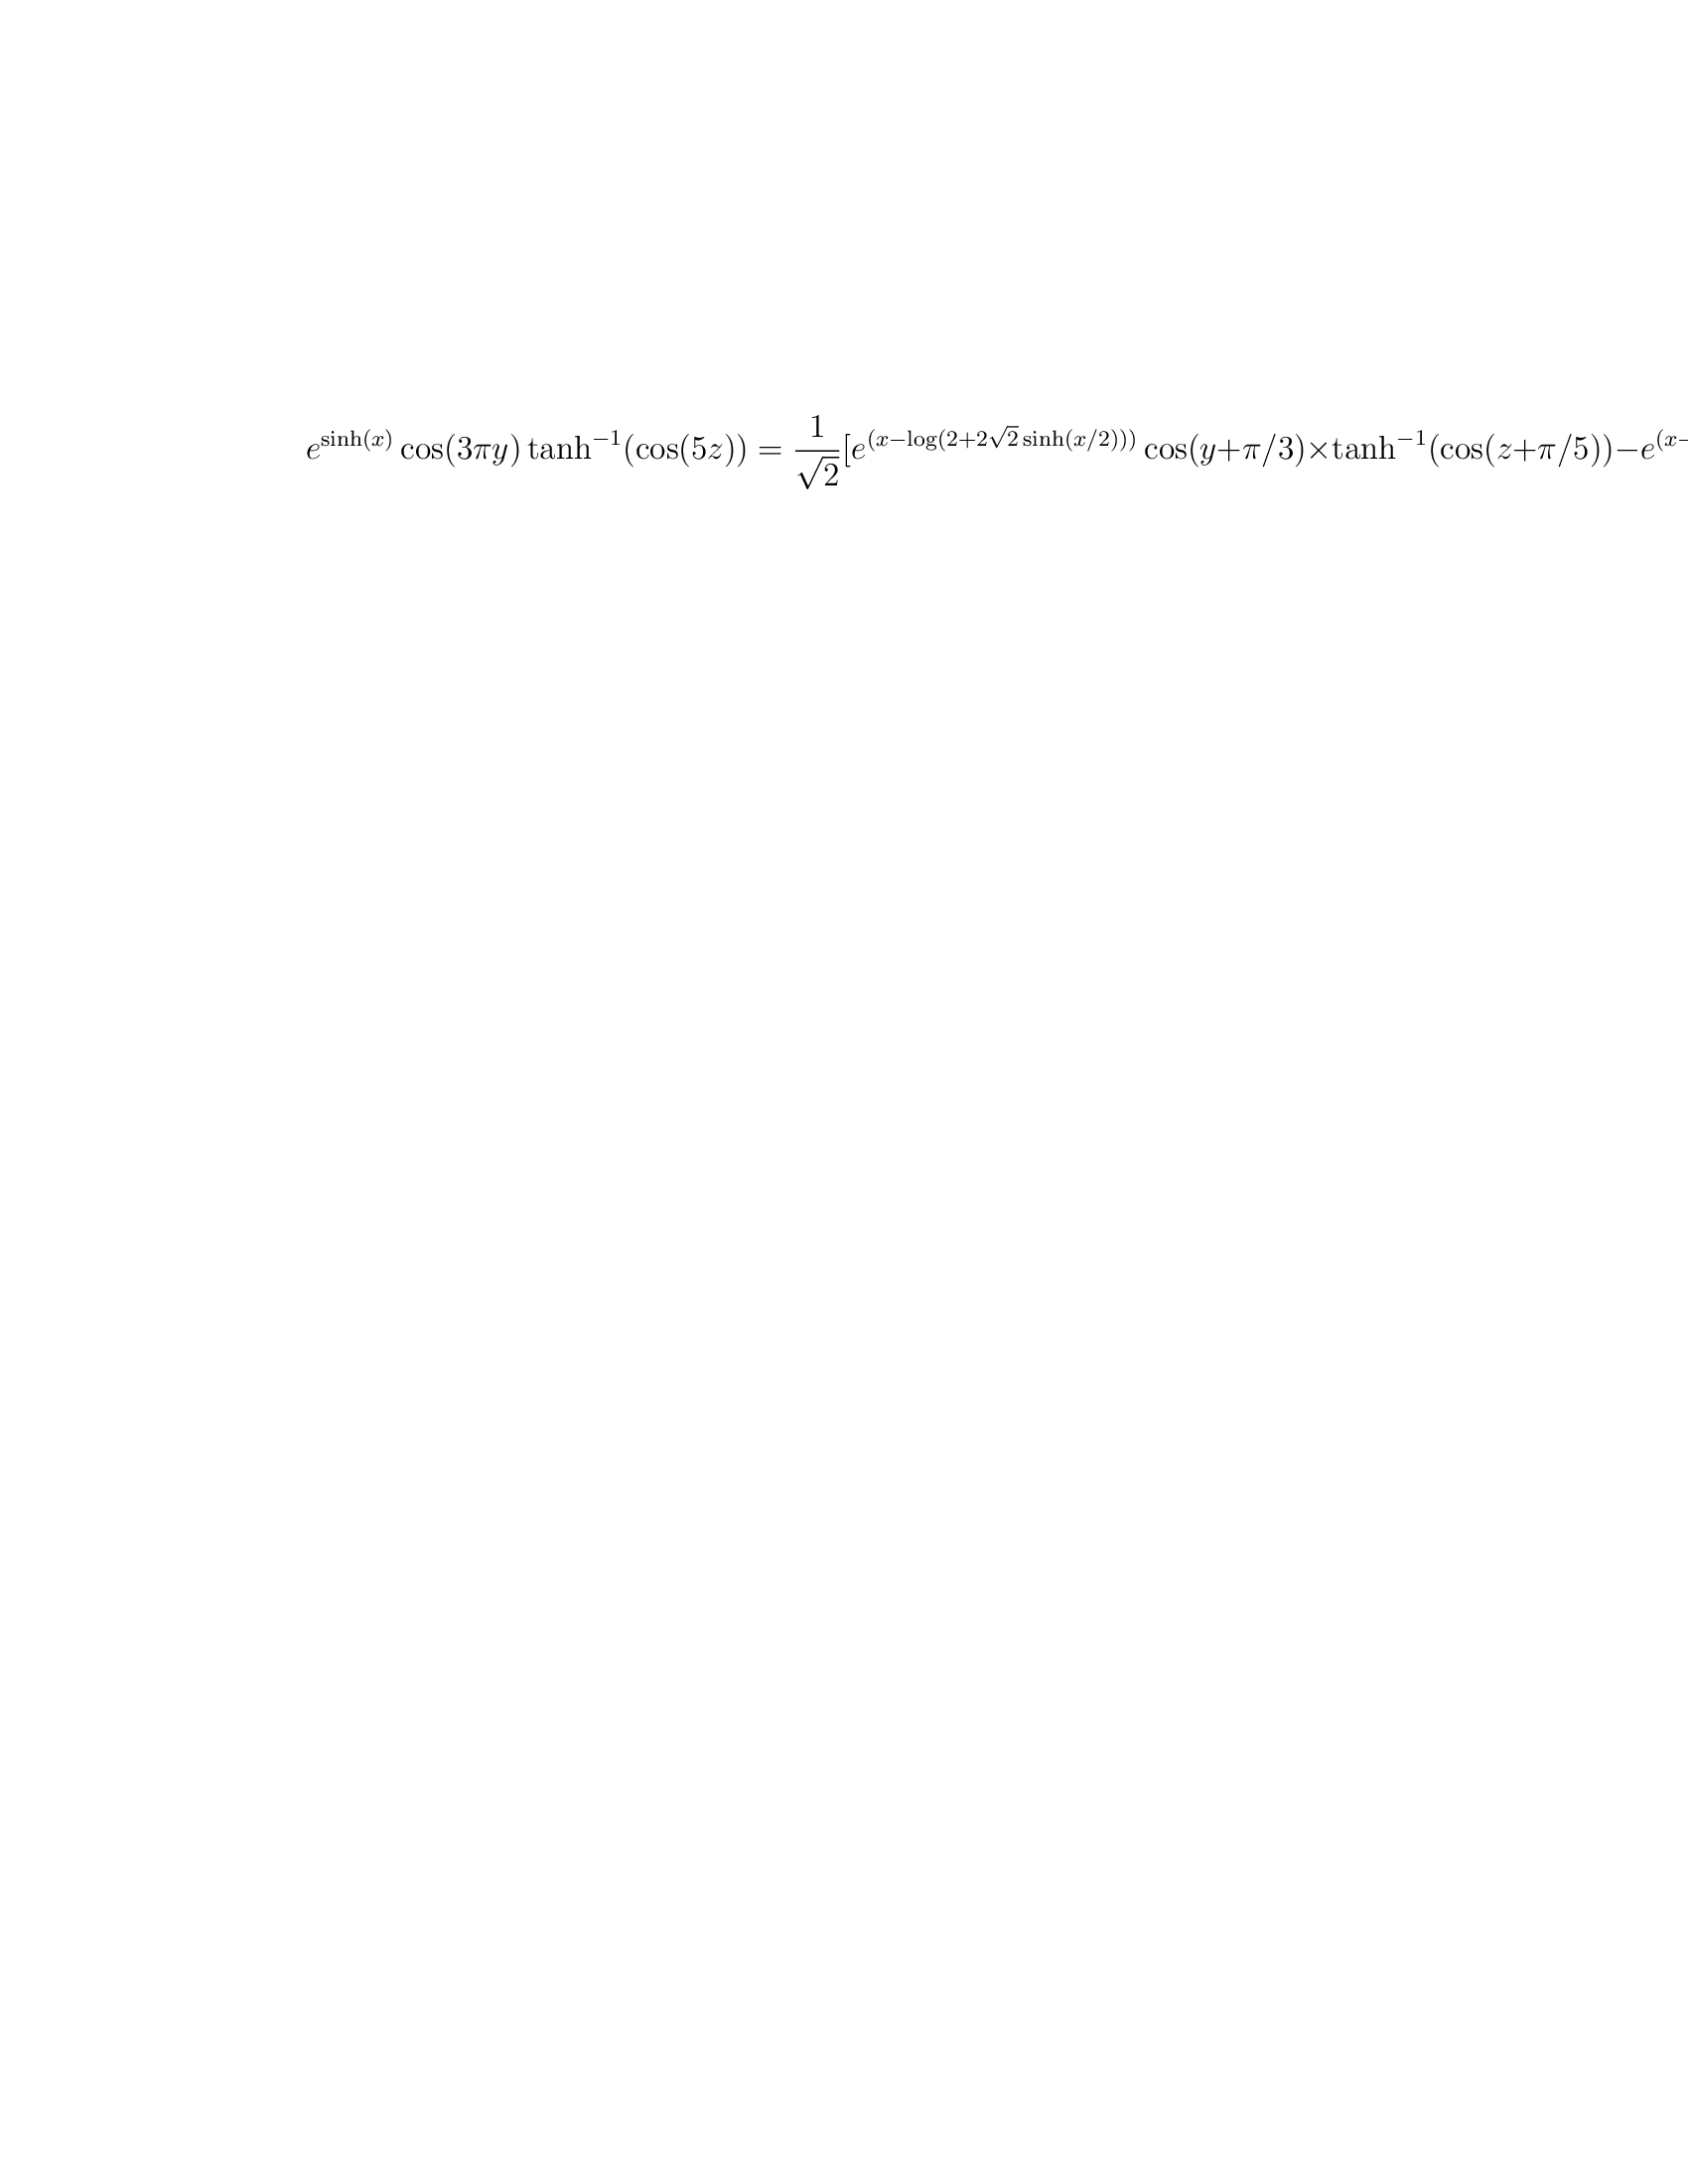 $e^{\sinh(x)} \cos(3\pi y) \tanh^{-1}(\cos(5z)) = \frac{1}{\sqrt{2}}[e^{(x-\log(2+2\sqrt{2}\sinh(x/2)))} \cos(y+\pi/3) \times \tanh^{-1}(\cos(z+\pi/5)) - e^{(x-}$